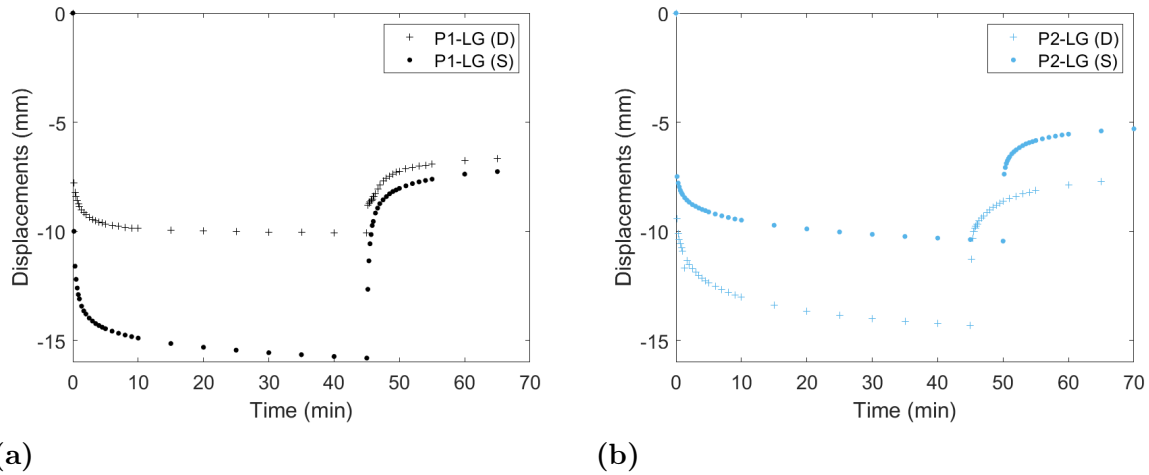 0
-5
-10
-15
Displacements (mm)
0 10 20 30 40 50 60 70
Time (min)
P1-LG (D)
P1-LG (S)
0
-5
-10
-15
Displacements (mm)
0 10 20 30 40 50 60 70
Time (min)
P2-LG (D)
P2-LG (S)
(a)
(b)